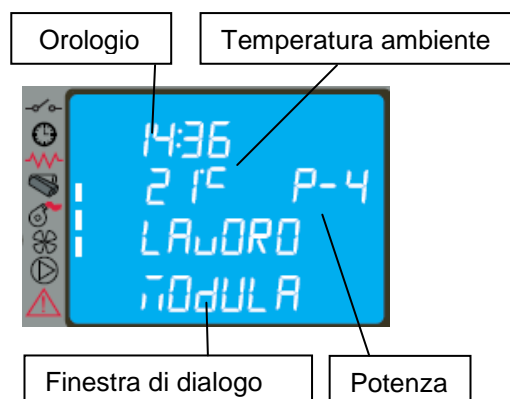 Orologio
Temperatura ambiente
14:36
21°C P-4
LAvORO
MOdULA
Finestra di dialogo
Potenza